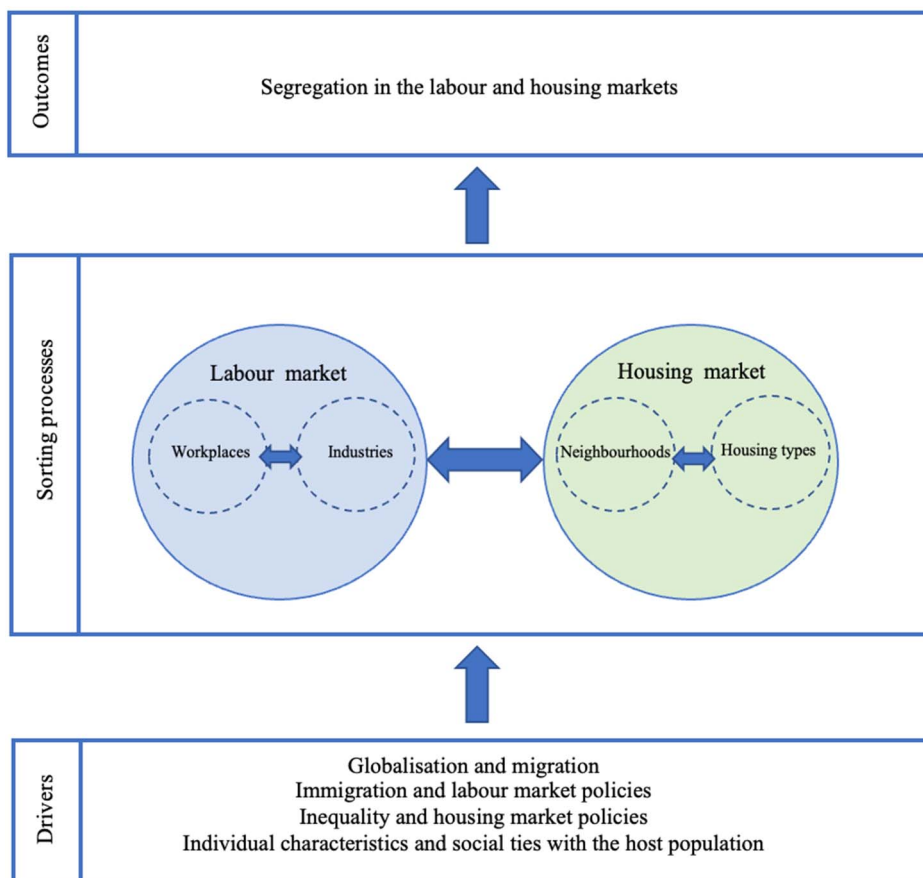 Outcomes
Segregation in the labour and housing markets
Sorting processes
Labour market
Workplaces
Industries
Housing market
Neighbourhoods
Housing types
Drivers
Globalisation and migration
Immigration and labour market policies
Inequality and housing market policies
Individual characteristics and social ties with the host population